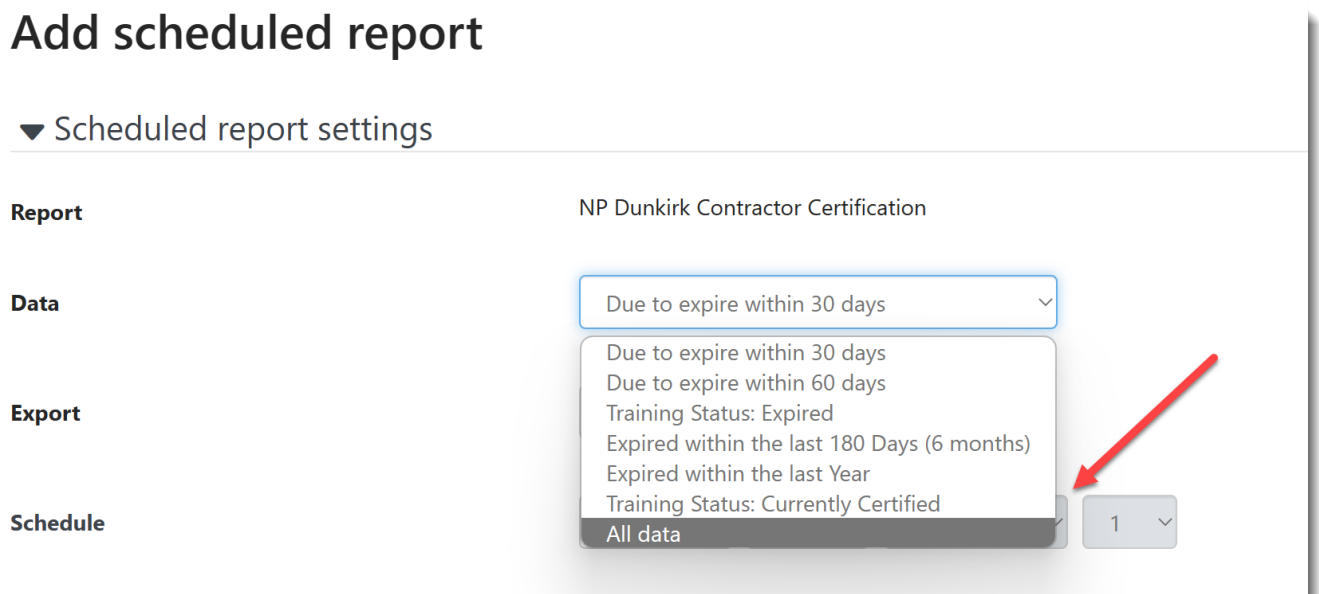 Add scheduled report
Scheduled report settings
Report
NP Dunkirk Contractor Certification
Data
Due to expire within 30 days
Due to expire within 30 days
Due to expire within 60 days
Training Status: Expired
Export
Expired within the last 180 Days (6 months)
Expired within the last Year
Training Status: Currently Certified
Schedule
1
All data